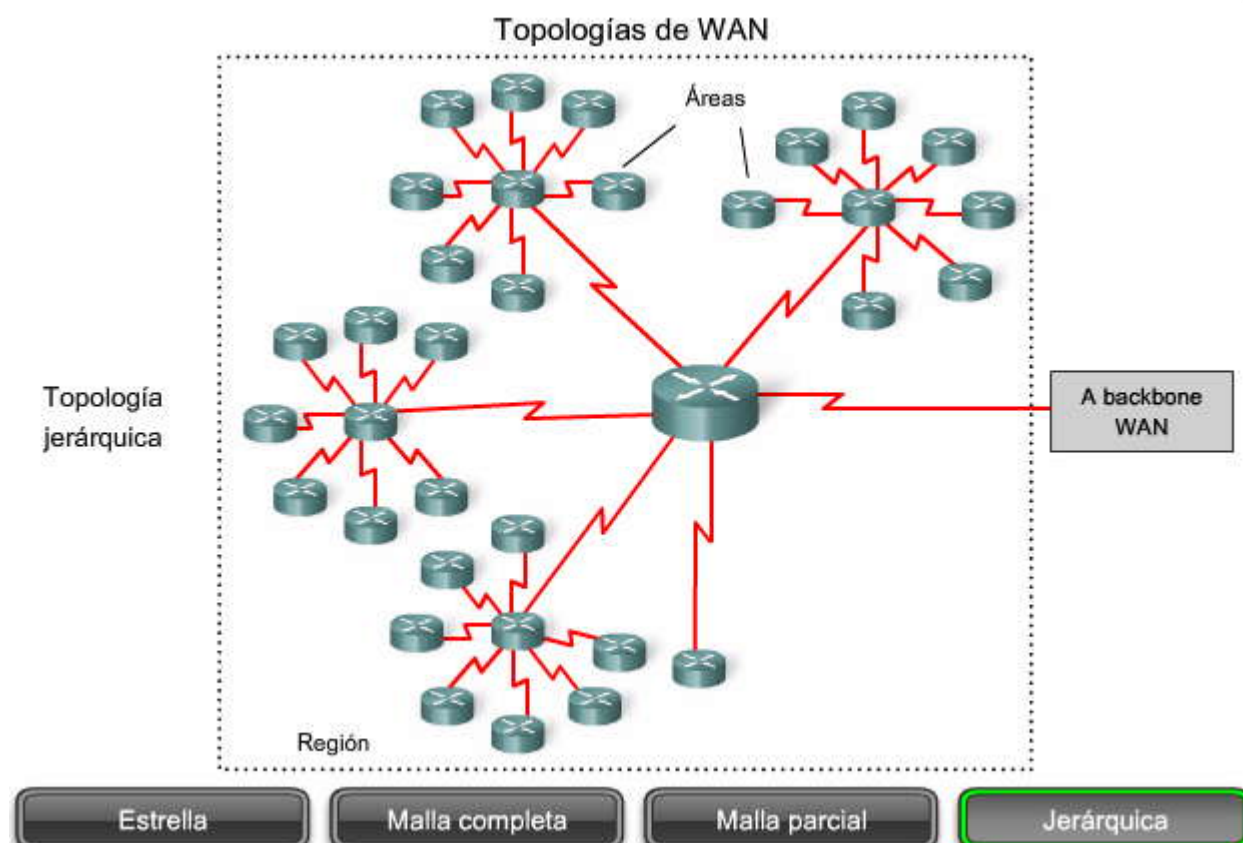 Topologías de WAN
Áreas
Topología
jerárquica
A backbone
WAN
Región
Estrella
Malla completa
Malla parcial
Jerárquica